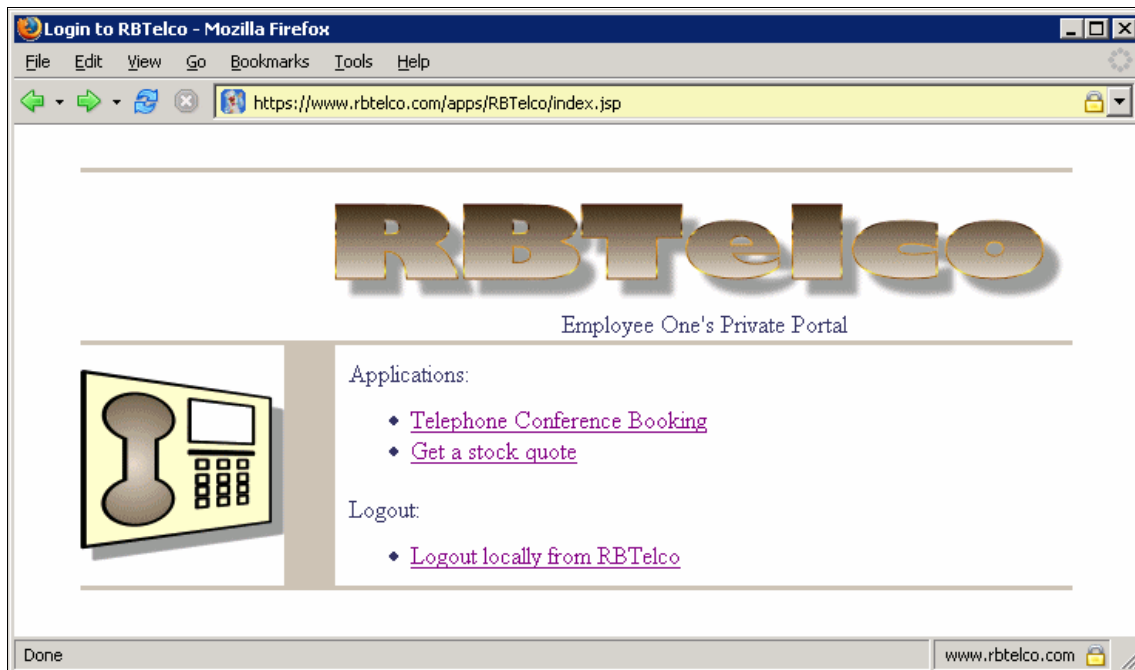 Login to RBTelco - Mozilla Firefox
File Edit View Go Bookmarks Tools Help
https://www.rbtelco.com/apps/RBTelco/index.jsp
RBTelco
Employee One's Private Portal
Applications:
Telephone Conference Booking
Get a stock quote
Logout:
Logout locally from RBTelco
Done www.rbtelco.com